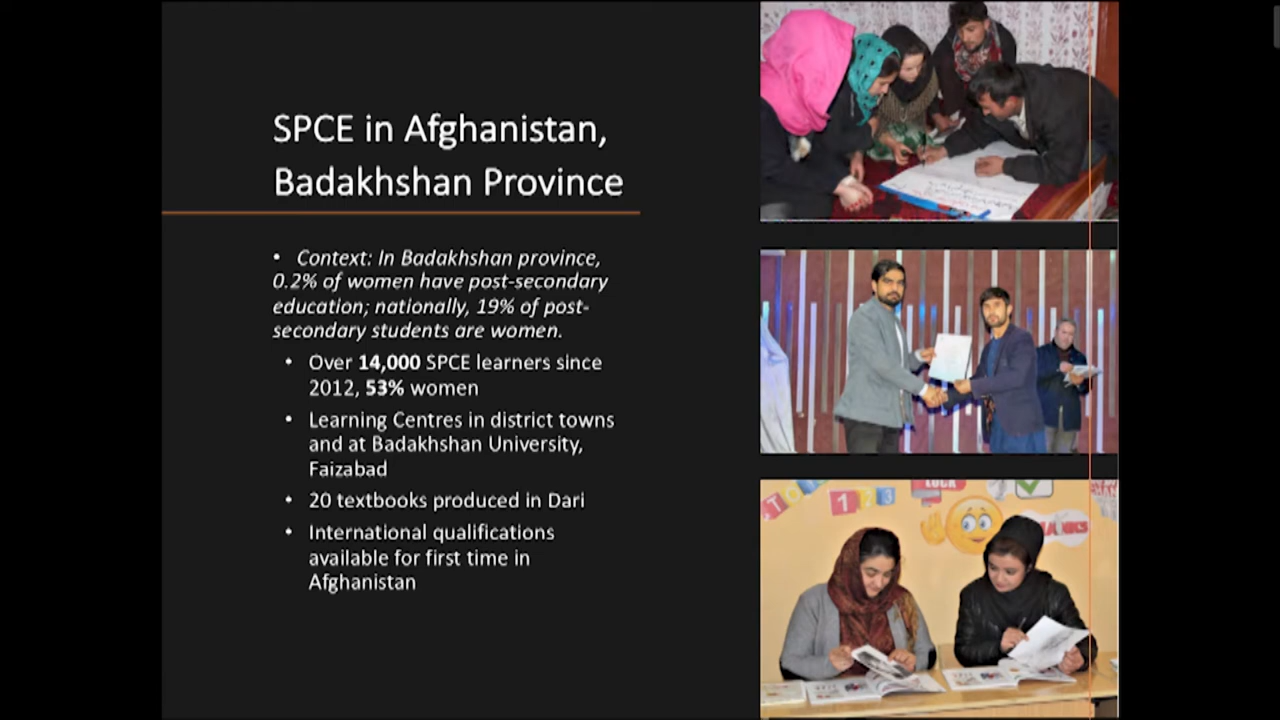 SPCE in Afghanistan,
Badakhshan Province
• Context: In Badakhshan province,
0.2% of women have post-secondary
education; nationally, 19% of post-
secondary students are women.
• Over 14,000 SPCE learners since
2012, 53% women
• Learning Centres in district towns
and at Badakhshan University,
Faizabad
• 20 textbooks produced in Dari
• International qualifications
available for first time in
Afghanistan
1 3